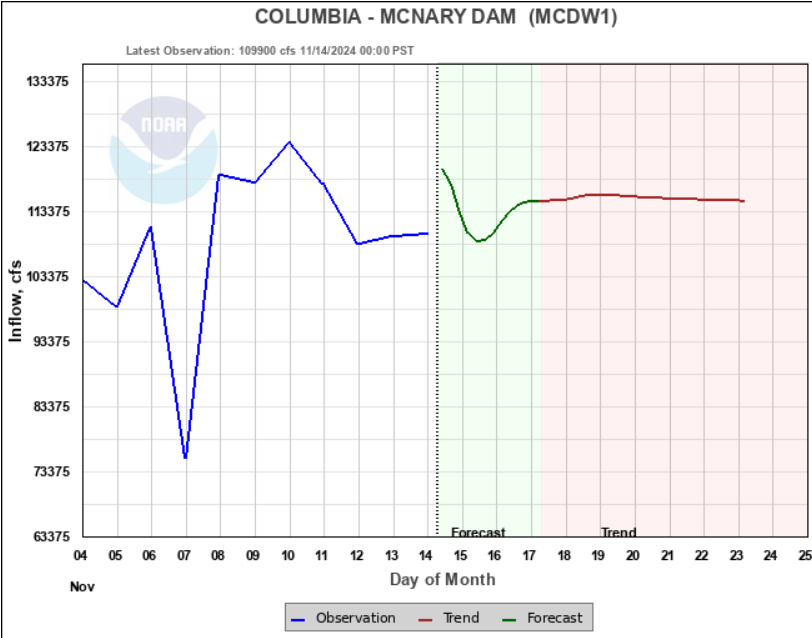 COLUMBIA - MCNARY DAM (MCDW1)
Latest Observation: 109900 cfs 11/14/2024 00:00 PST
133375
123375
113375
103375
93375
83375
73375
63375
Inflow, cfs
NOAA
Forecast
Trend
04 05 06 07 08 09 10 11 12 13 14 15 16 17 18 19 20 21 22 23 24 25
Nov
Day of Month
Observation Trend Forecast